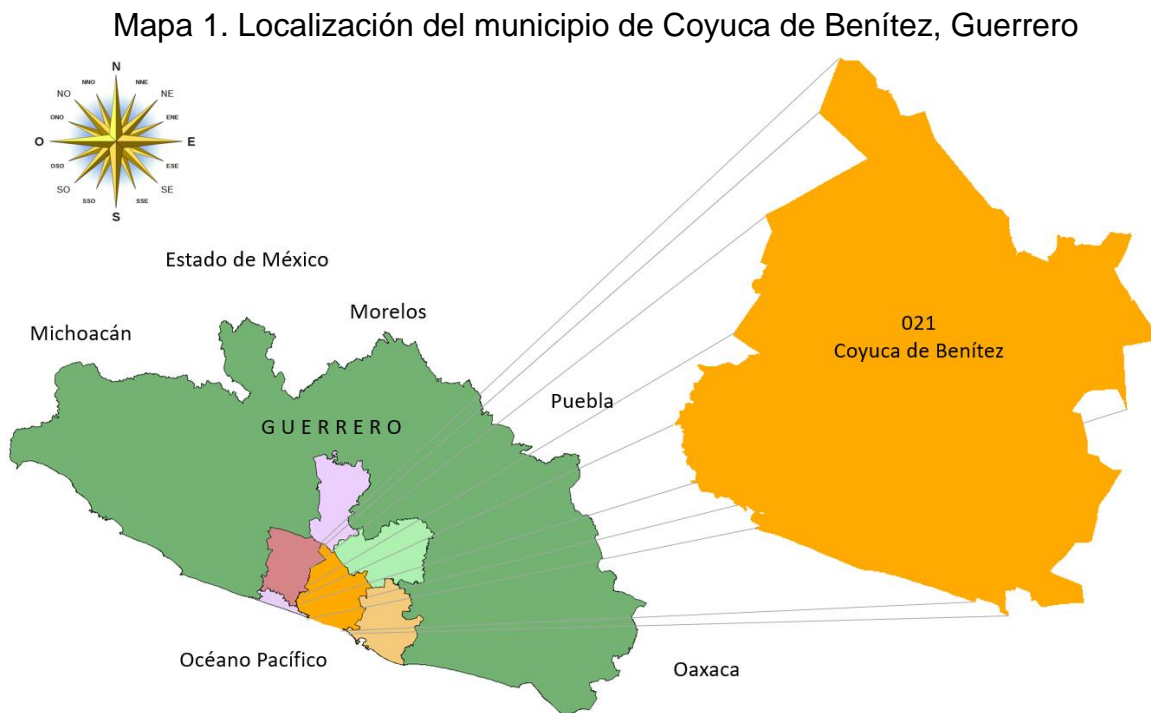 Mapa 1. Localización del municipio de Coyuca de Benítez, Guerrero
N
NNO NNE
NO NE
ONO ENE
O E
OSO ESE
SO SE
SSO SSE
S
Estado de México
Morelos
Michoacán
021
Coyuca de Benítez
Puebla
GUERRERO
Océano Pacífico
Oaxaca